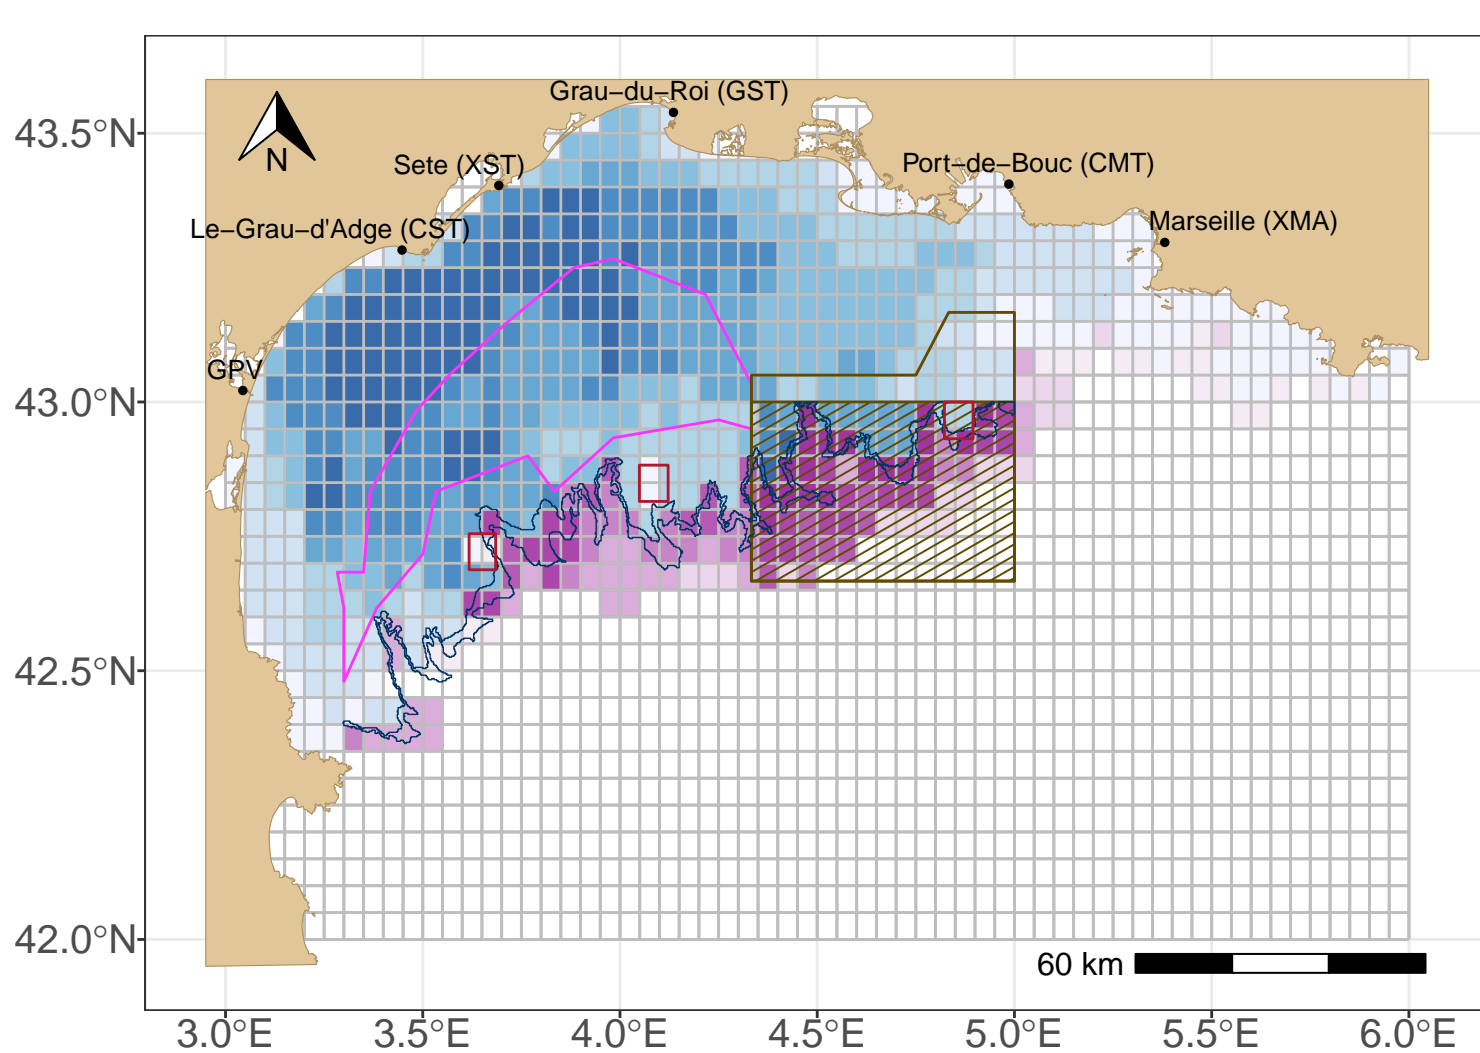 Grau−du−Roi (GST)
43.5°N
N
Sete (XST)
Port−de−Bouc (CMT)
Le−Grau−d'Adge (CST)
Marseille (XMA)
GPV
43.0°N
42.5°N
42.0°N
60 km
3.0°E 3.5°E 4.0°E 4.5°E 5.0°E 5.5°E 6.0°E